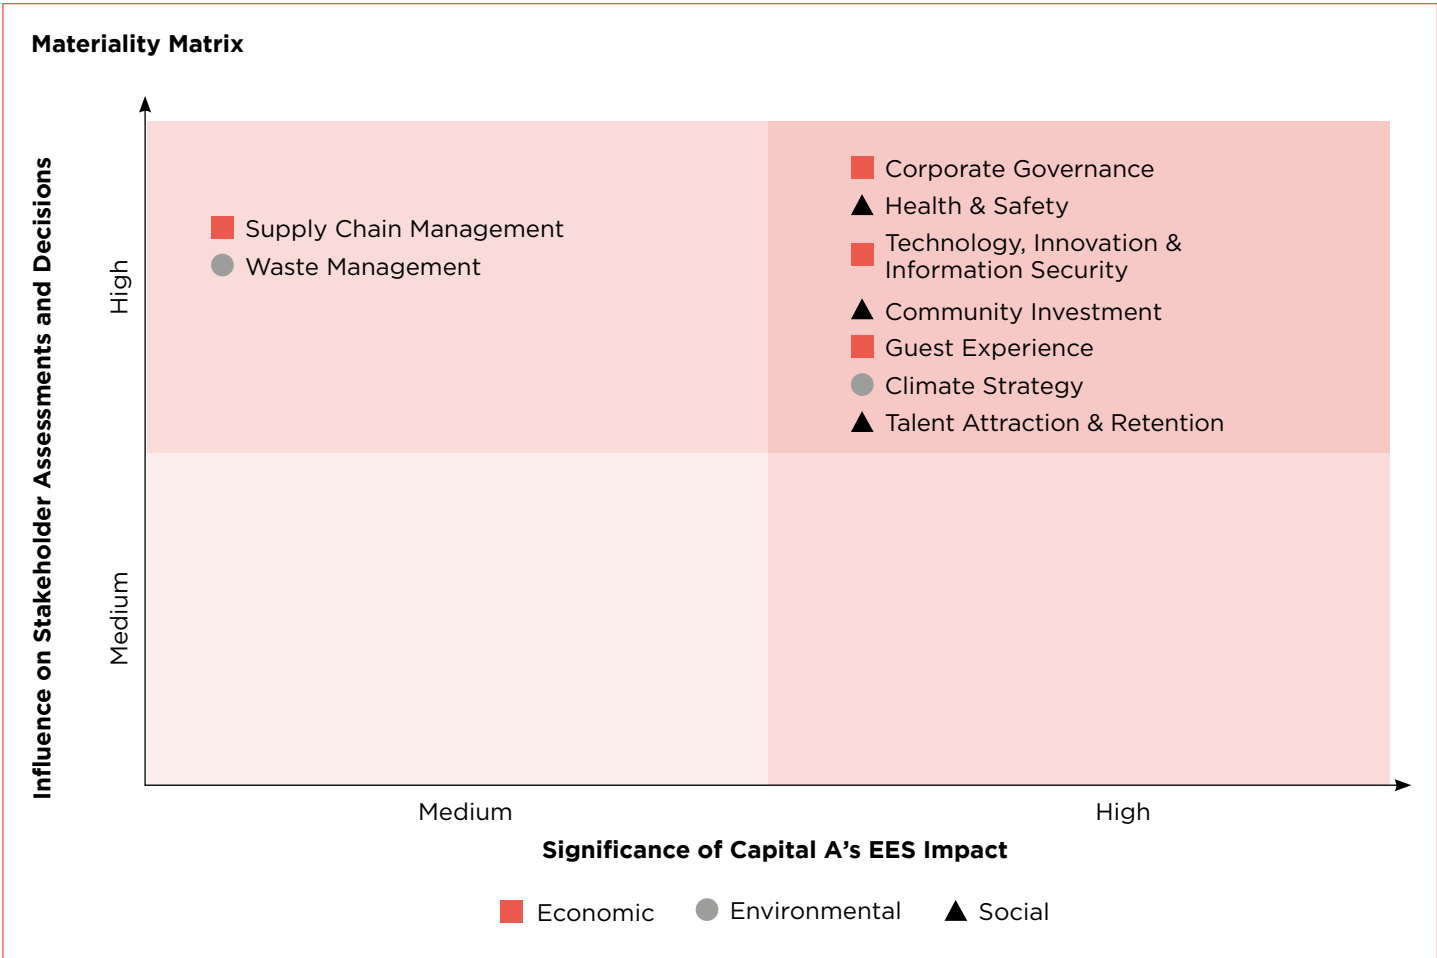 Materiality Matrix
Influence on Stakeholder Assessments and Decisions
High
Medium
Supply Chain Management
Waste Management
Corporate Governance
Health & Safety
Technology, Innovation &
Information Security
Community Investment
Guest Experience
Climate Strategy
Talent Attraction & Retention
Medium
High
Significance of Capital A’s EES Impact
Economic
Environmental
Social